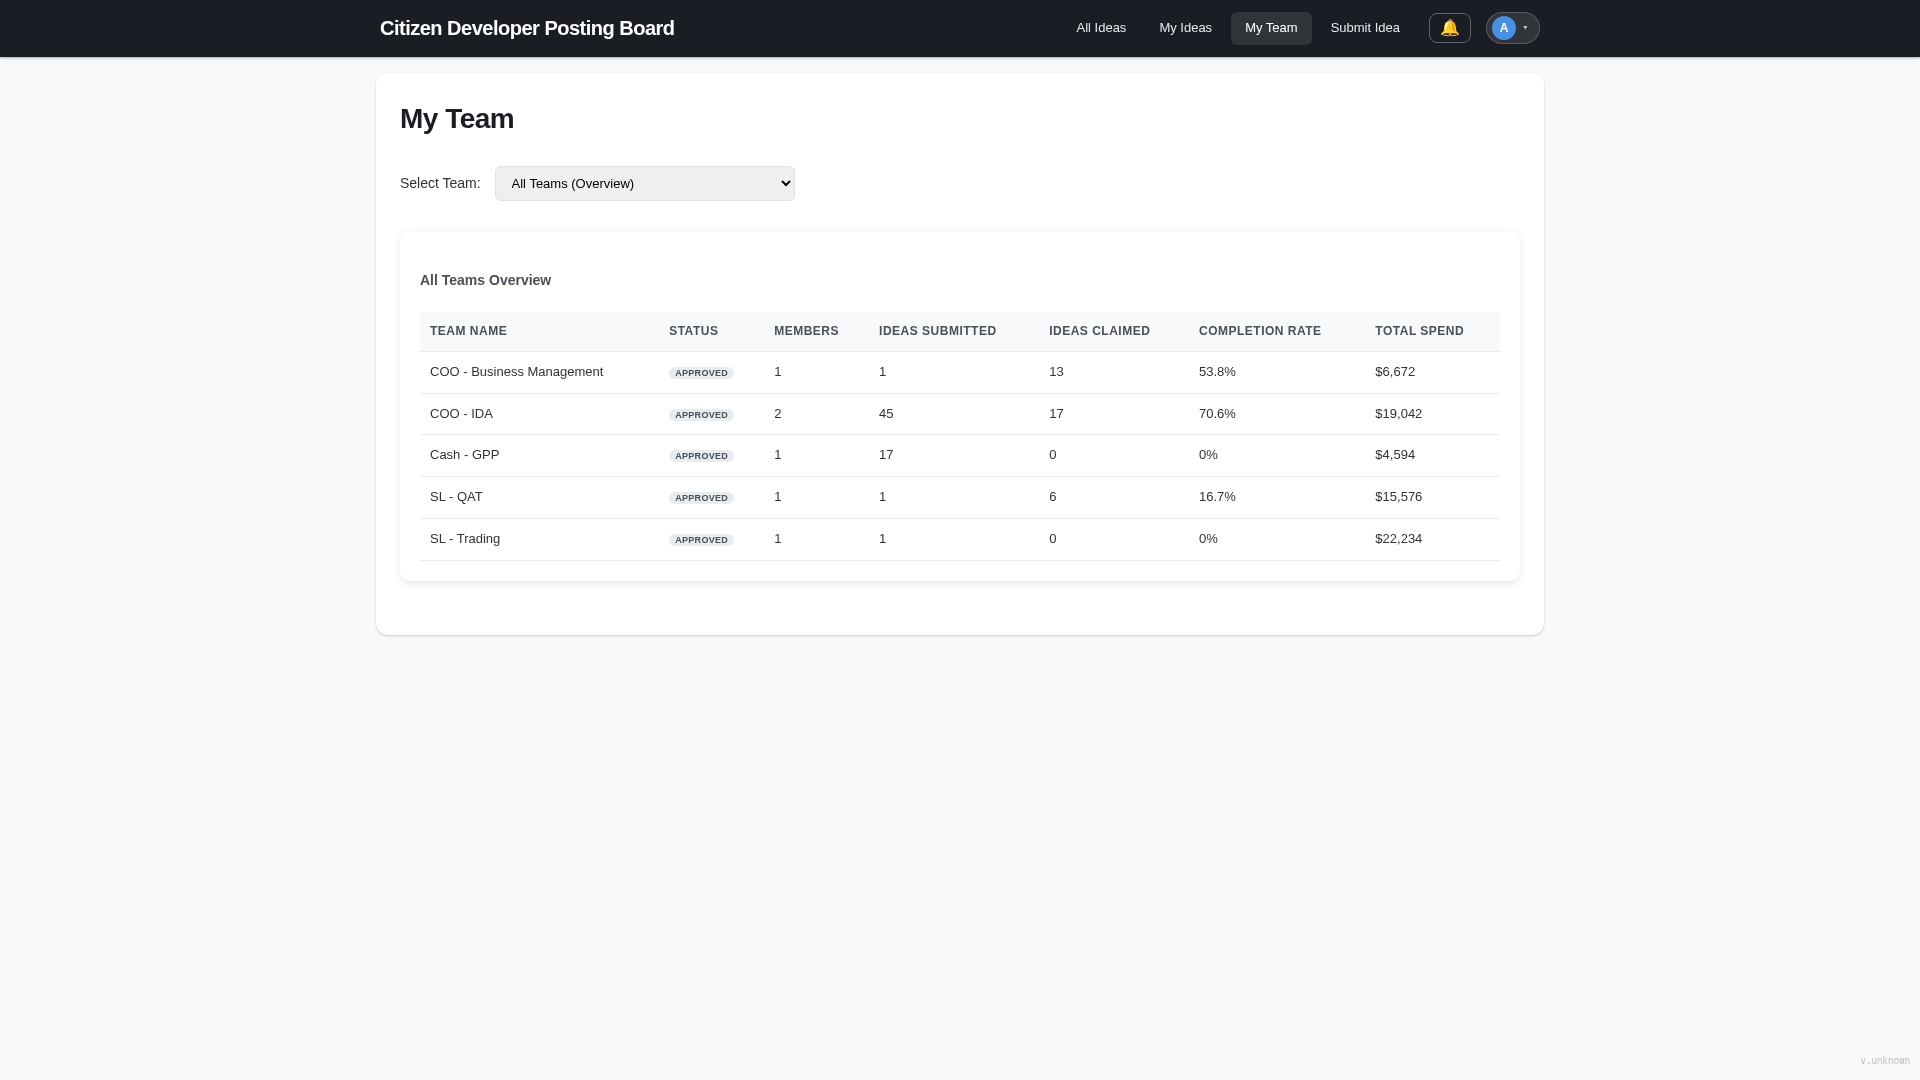 Citizen Developer Posting Board All Ideas My Ideas My Team Submit Idea A
My Team
Select Team: All Teams (Overview)
All Teams Overview
TEAM NAME STATUS MEMBERS IDEAS SUBMITTED IDEAS CLAIMED COMPLETION RATE TOTAL SPEND
COO - Business Management APPROVED 1 1 13 53.8% $6,672
COO - IDA APPROVED 2 45 17 70.6% $19,042
Cash - GPP APPROVED 1 17 0 0% $4,594
SL - QAT APPROVED 1 1 6 16.7% $15,576
SL - Trading APPROVED 1 1 0 0% $22,234
v.unknown